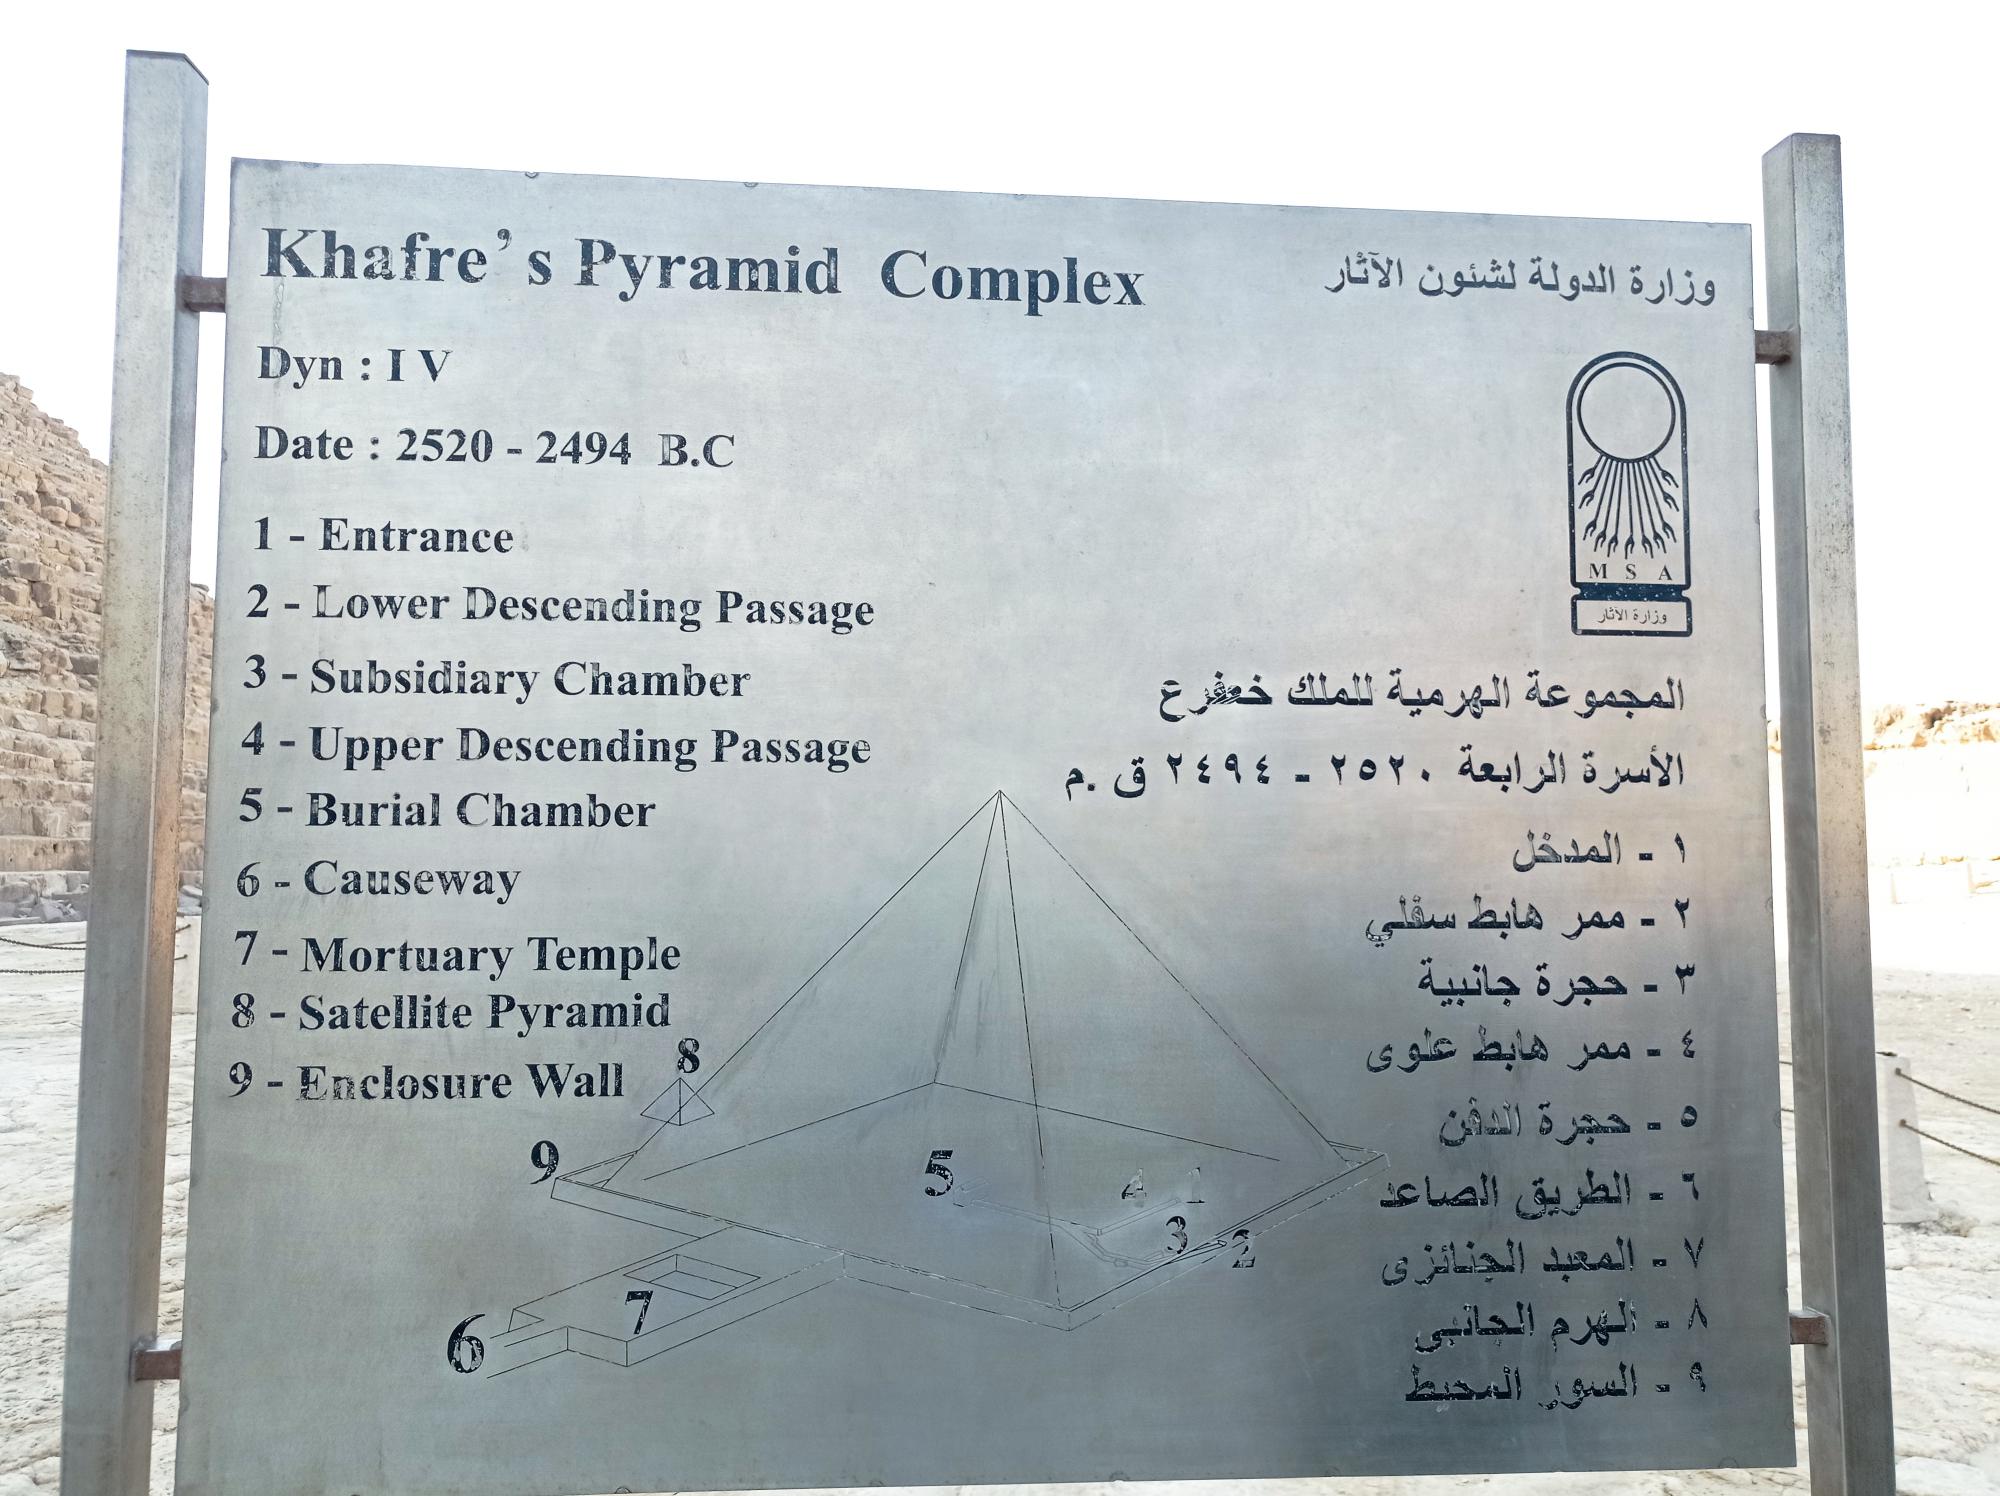 Khafre's Pyramid Complex
Dyn : I V
Date : 2520 - 2494 B.C
1 - Entrance
2 - Lower Descending Passage
3 - Subsidiary Chamber
4 - Upper Descending Passage
5 - Burial Chamber
6 - Causeway
7 - Mortuary Temple
8 - Satellite Pyramid
9 - Enclosure Wall
وزارة الدولة لشئون الآثار
M S A
وزارة الآثار
المجموعة الهرمية للملك خفرع
الأسرة الرابعة ٢٥٢٠ - ٢٤٩٤ ق .م
١ - المدخل
٢ - ممر هابط سفلي
٣ - حجرة جانبية
٤ - ممر هابط علوى
٥ - حجرة الدفن
٦ - الطريق الصاعد
٧ - المعبد الجنائزى
٨ - الهرم الجانبى
٩ - السور المحيط
8
9
5
4
1
3
2
7
6